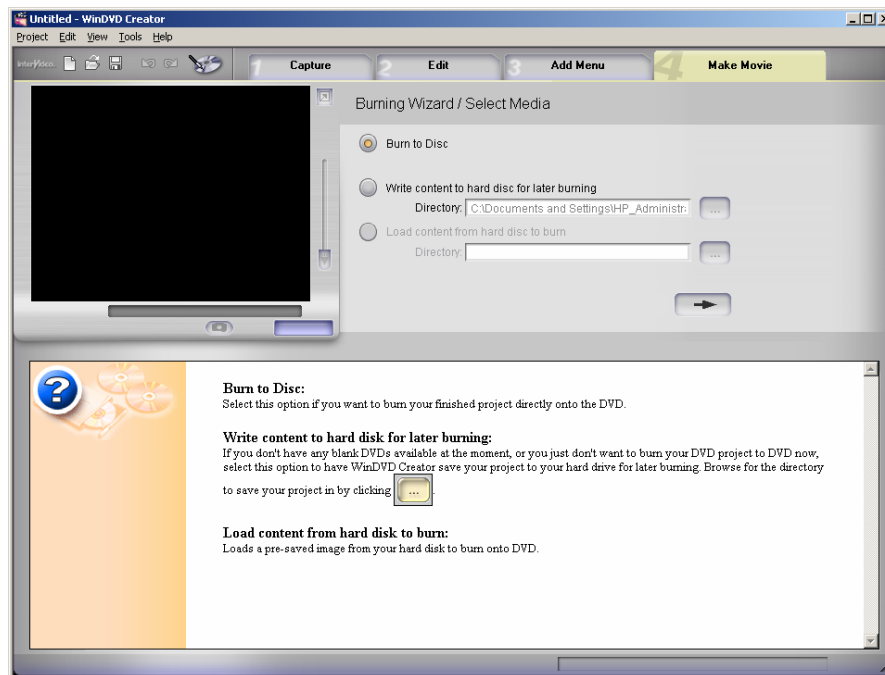 Untitled - WinDVD Creator
Project Edit View Tools Help
InterVideo. 1 Capture 2 Edit 3 Add Menu 4 Make Movie
Burning Wizard / Select Media
Burn to Disc
Write content to hard disc for later burning
Directory: C:\Documents and Settings\HP_Administra ...
Load content from hard disc to burn
Directory: ...
?
Burn to Disc:
Select this option if you want to burn your finished project directly onto the DVD.
Write content to hard disk for later burning:
If you don't have any blank DVDs available at the moment, or you just don't want to burn your DVD project to DVD now,
select this option to have WinDVD Creator save your project to your hard drive for later burning. Browse for the directory
to save your project in by clicking ... .
Load content from hard disk to burn:
Loads a pre-saved image from your hard disk to burn onto DVD.